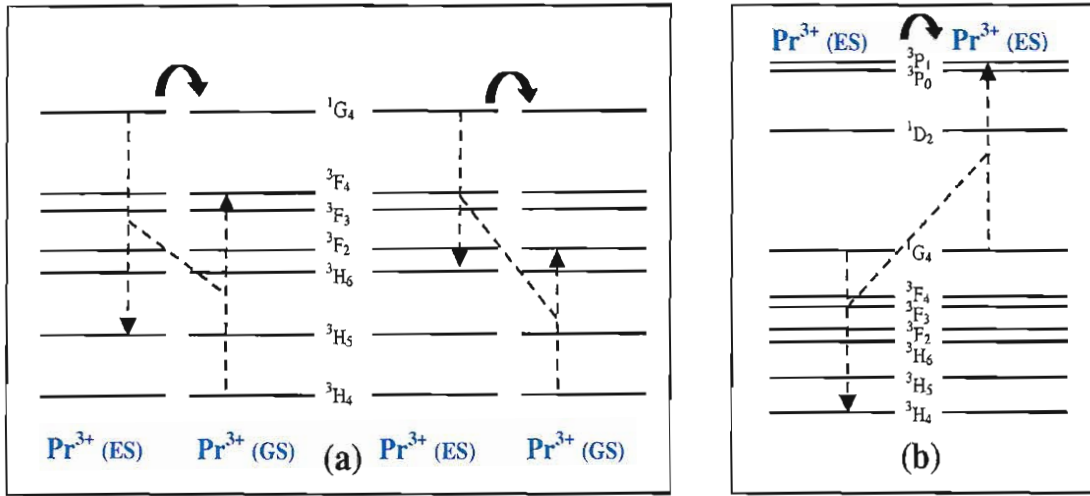 ¹G₄
³F₄
³F₃
³F₂
³H₆
³H₅
³H₄
Pr³⁺ (ES) Pr³⁺ (GS) (a) Pr³⁺ (ES) Pr³⁺ (GS)
Pr³⁺ (ES) Pr³⁺ (ES)
³P₁
³P₀
¹D₂
¹G₄
³F₄
³F₃
³F₂
³H₆
³H₅
³H₄
(b)